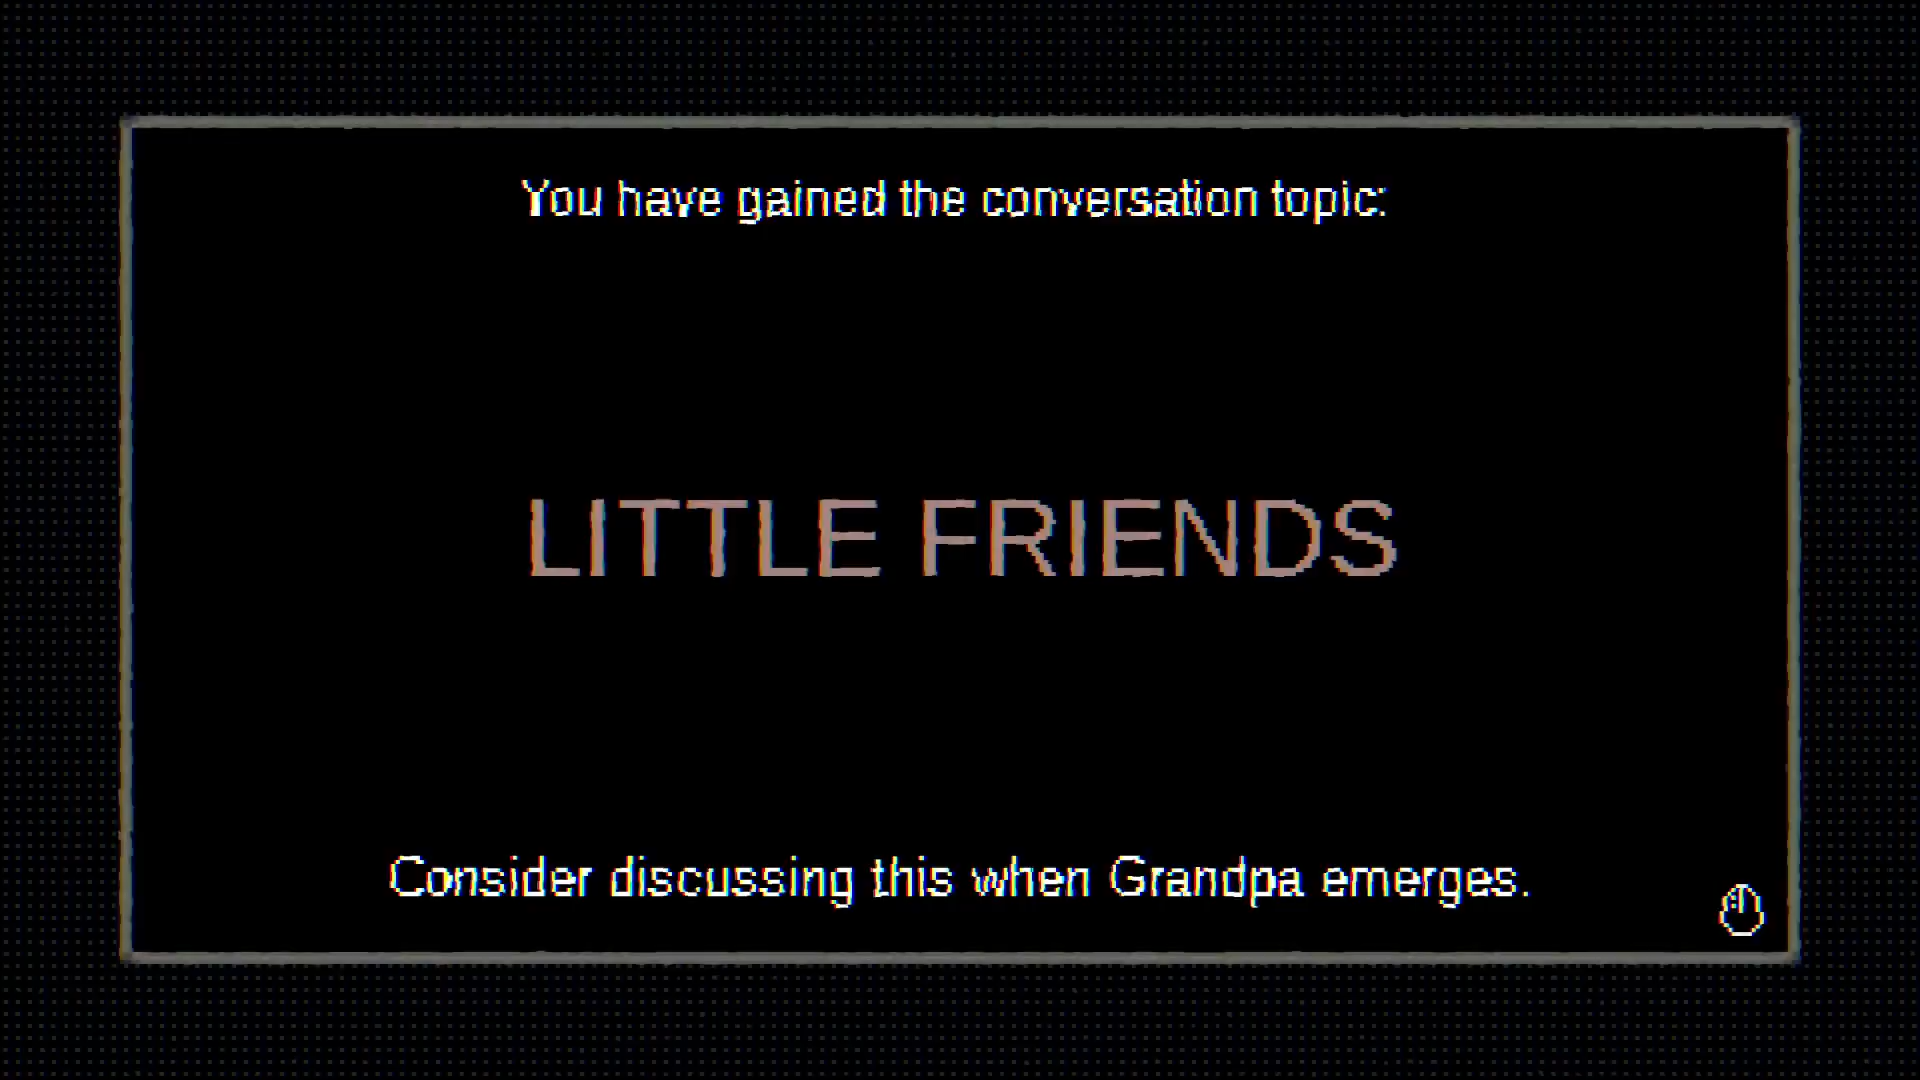 You have gained the conversation topic:
LITTLE FRIENDS
Consider discussing this when Grandpa emerges.